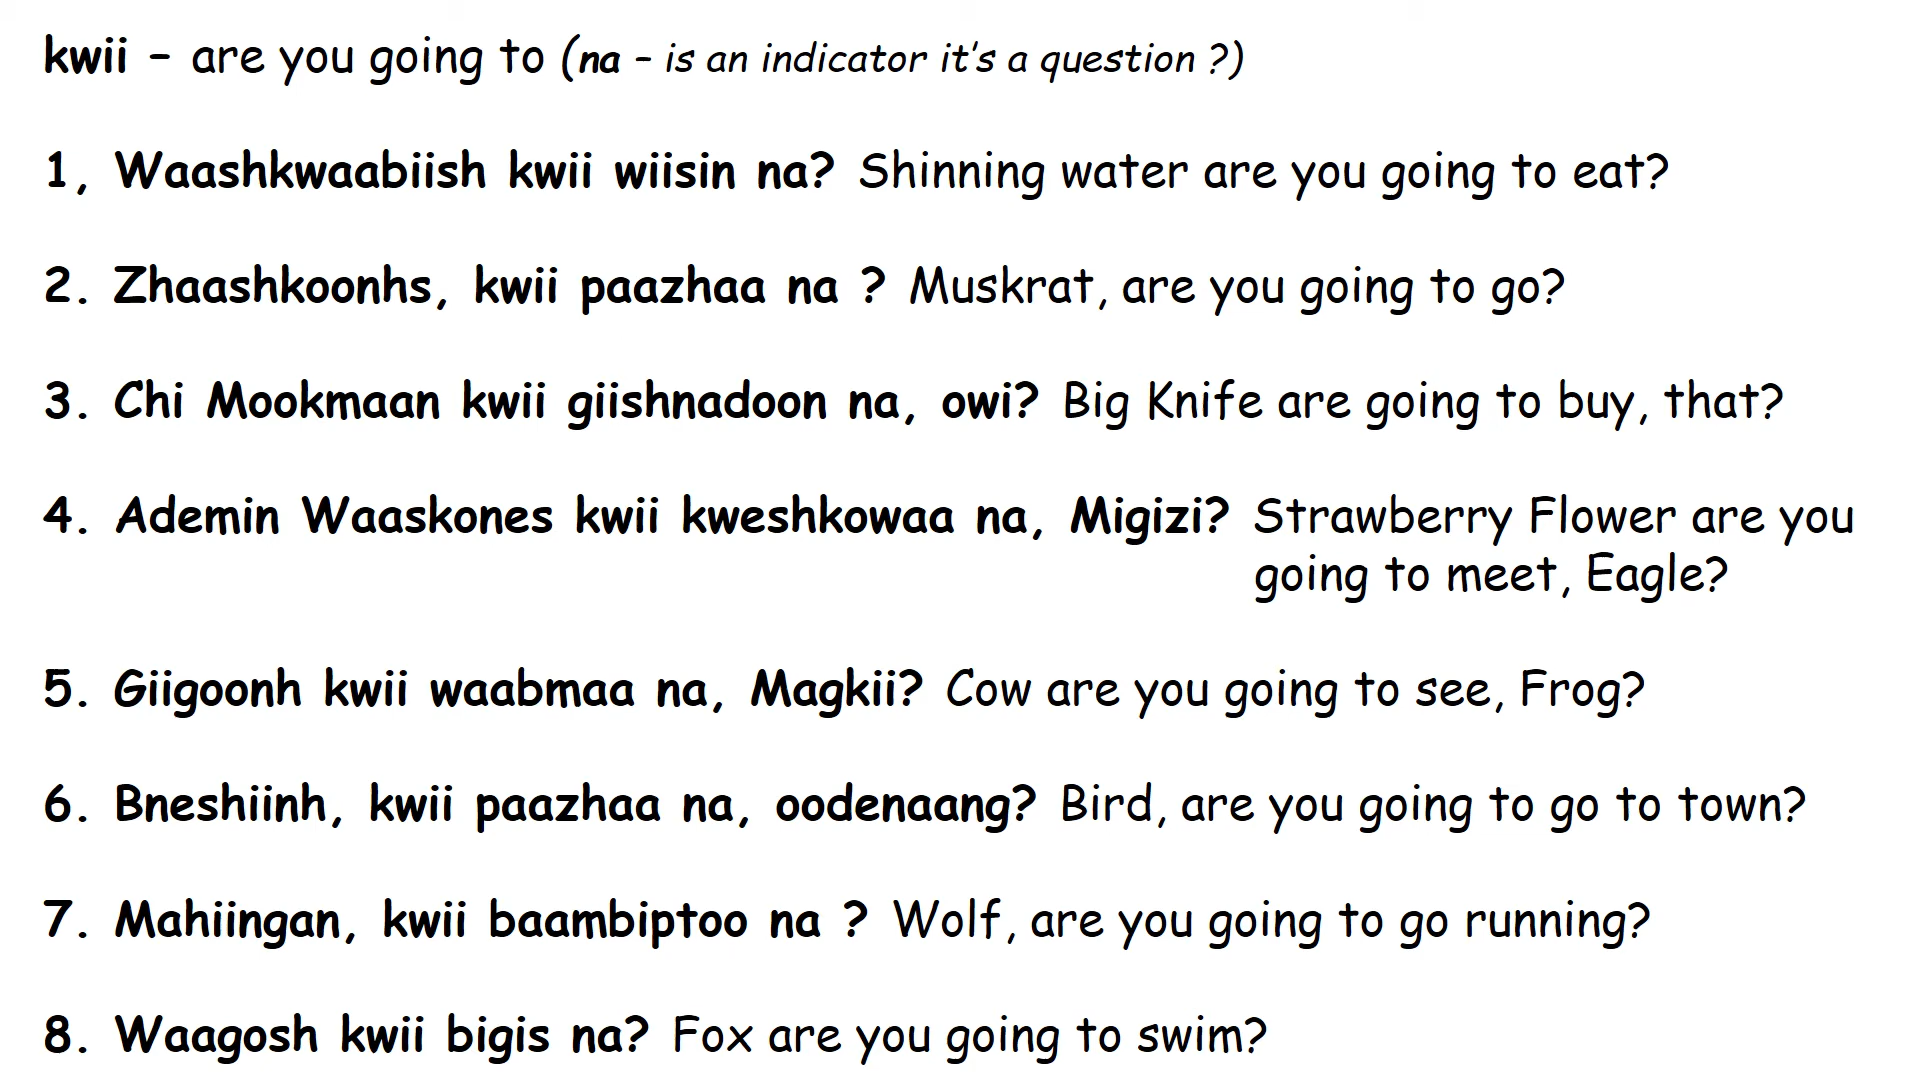 kwii – are you going to (na – is an indicator it's a question ?)
1, Waashkwaabiish kwii wiisin na? Shinning water are you going to eat?
2. Zhaashkoonhs, kwii paazhaa na ? Muskrat, are you going to go?
3. Chi Mookmaan kwii giishnadoon na, owi? Big Knife are going to buy, that?
4. Ademin Waaskones kwii kweshkowaa na, Migizi? Strawberry Flower are you
going to meet, Eagle?
5. Giigoonh kwii waabmaa na, Magkii? Cow are you going to see, Frog?
6. Bneshiinh, kwii paazhaa na, oodenaang? Bird, are you going to go to town?
7. Mahiingan, kwii baambiptoo na ? Wolf, are you going to go running?
8. Waagosh kwii bigis na? Fox are you going to swim?